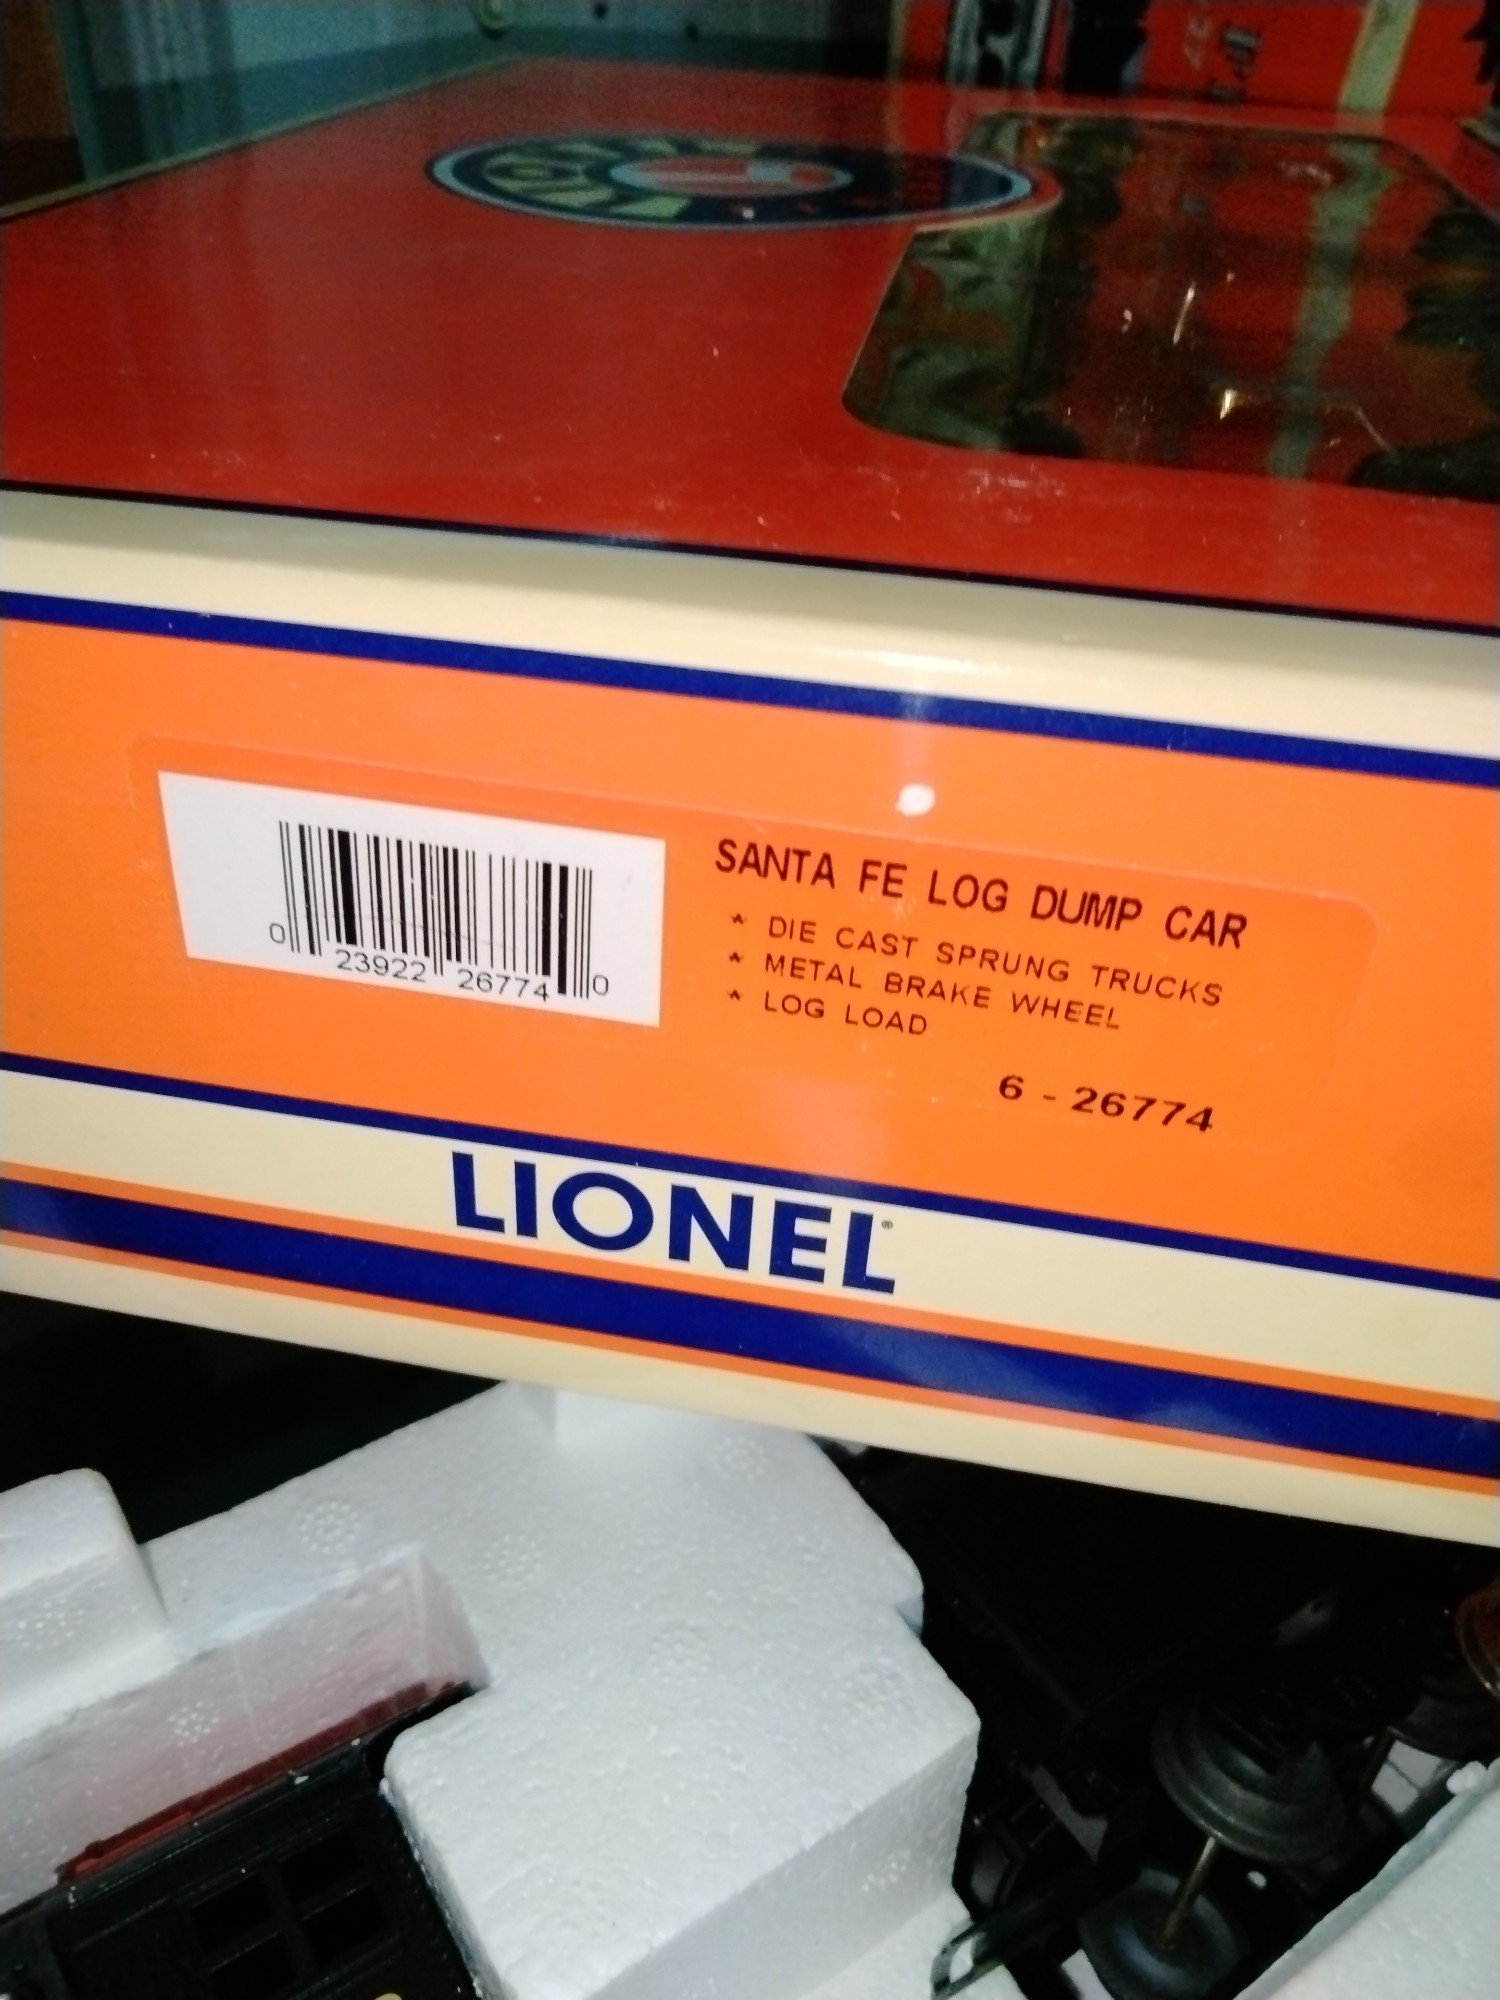 SANTA FE LOG DUMP CAR
* DIE CAST SPRUNG TRUCKS
* METAL BRAKE WHEEL
* LOG LOAD
6 - 26774
0 23922 26774 0
LIONEL®